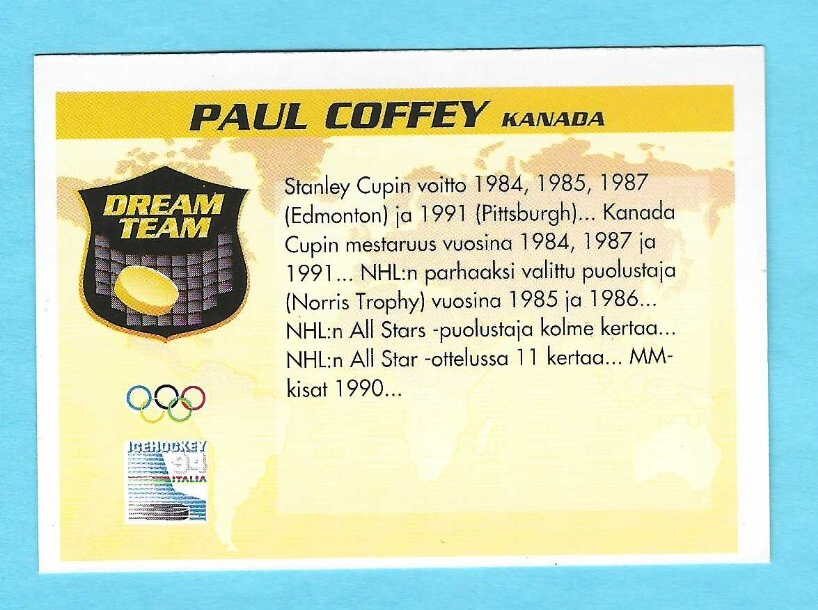 PAUL COFFEY KANADA
DREAM
TEAM
Stanley Cupin voitto 1984, 1985, 1987
(Edmonton) ja 1991 (Pittsburgh)... Kanada
Cupin mestaruus vuosina 1984, 1987 ja
1991... NHL:n parhaaksi valittu puolustaja
(Norris Trophy) vuosina 1985 ja 1986...
NHL:n All Stars -puolustaja kolme kertaa...
NHL:n All Star -ottelussa 11 kertaa... MM-
kisat 1990...
ICEHOCKEY
94
ITALIA